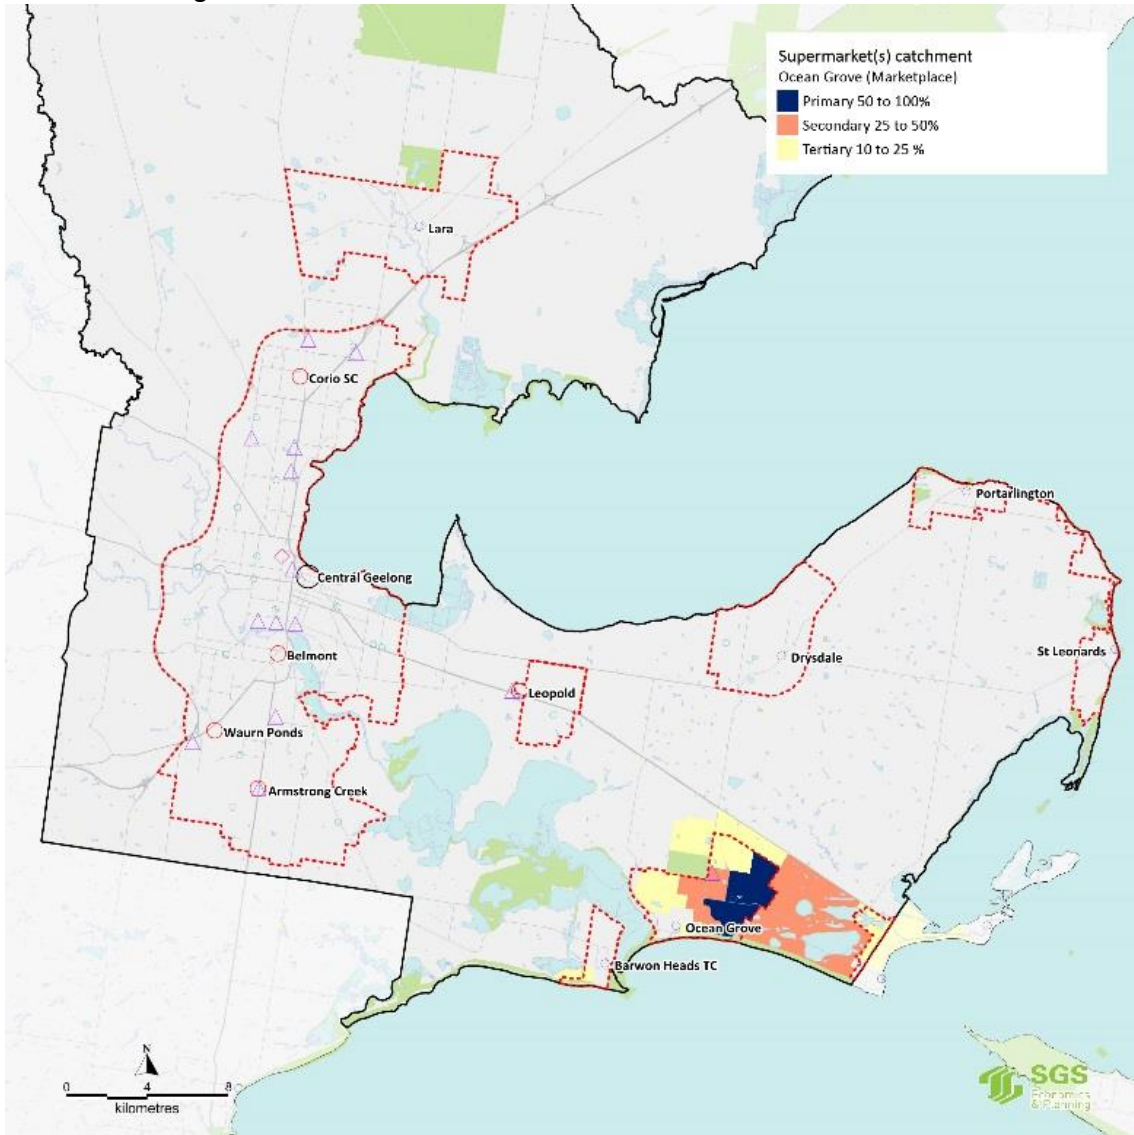 Supermarket(s) catchment
Ocean Grove (Marketplace)
Primary 50 to 100%
Secondary 25 to 50%
Tertiary 10 to 25 %
Lara
Corio SC
Portarlington
Central Geelong
St Leonards
Belmont
Drysdale
Leopold
Waurn Ponds
Armstrong Creek
Ocean Grove
Barwon Heads TC
N
0 4 8
kilometres
SGS
Economics
& Planning